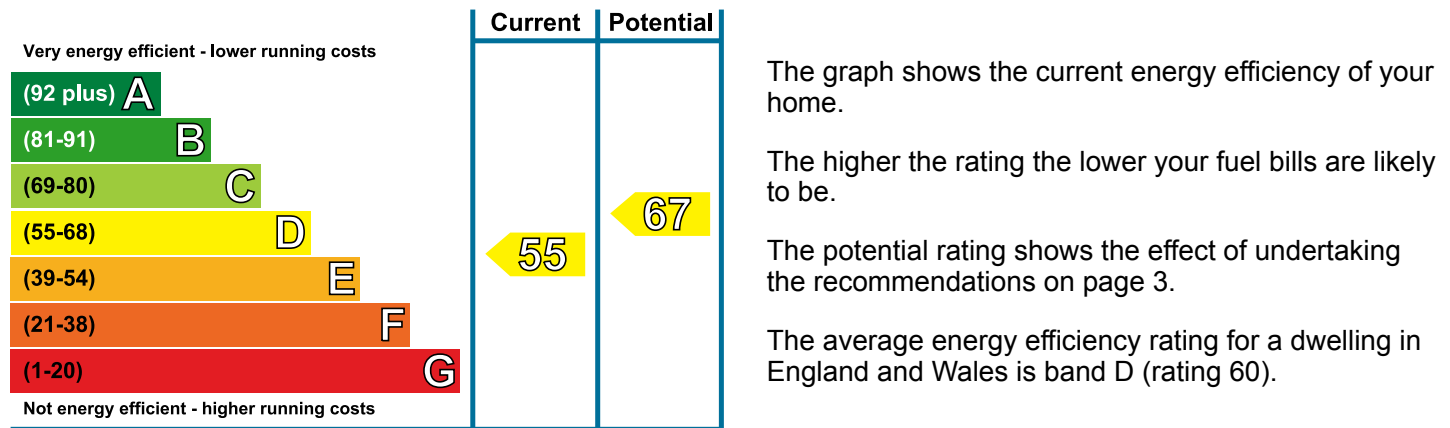 Current Potential
Very energy efficient - lower running costs
(92 plus) A
(81-91) B
(69-80) C
(55-68) D
(39-54) E
(21-38) F
(1-20) G
Not energy efficient - higher running costs
55
67
The graph shows the current energy efficiency of your
home.
The higher the rating the lower your fuel bills are likely
to be.
The potential rating shows the effect of undertaking
the recommendations on page 3.
The average energy efficiency rating for a dwelling in
England and Wales is band D (rating 60).